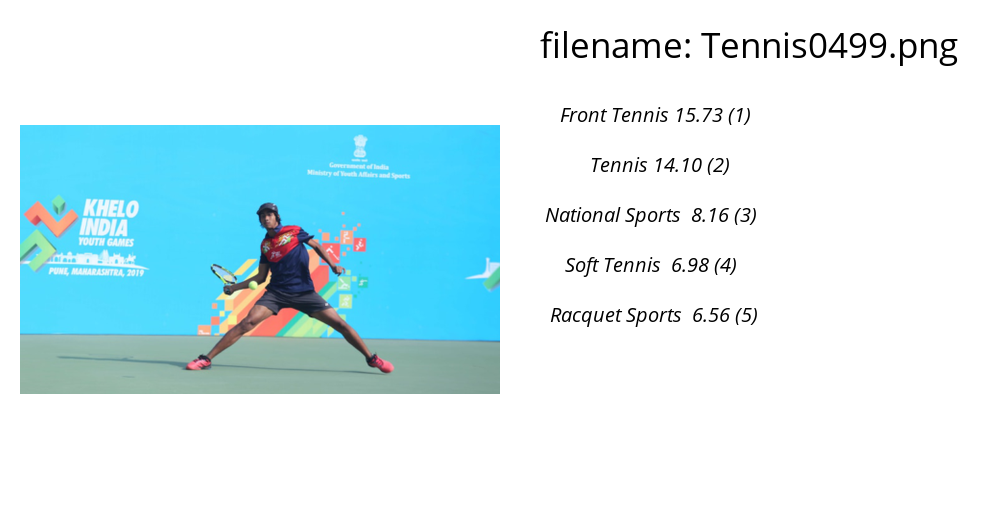 filename: Tennis0499.png
Front Tennis 15.73 (1)
Tennis 14.10 (2)
National Sports 8.16 (3)
Soft Tennis 6.98 (4)
Racquet Sports 6.56 (5)
Government of India
Ministry of Youth Affairs and Sports
KHELO
INDIA
YOUTH GAMES
PUNE, MAHARASHTRA, 2019